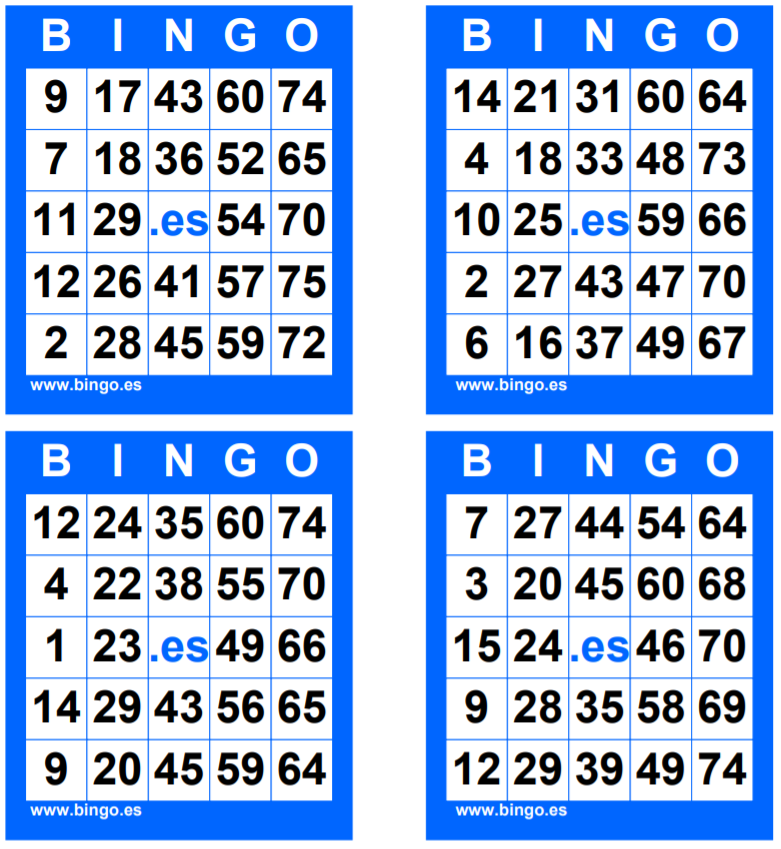 B I N G O
9 17 43 60 74
7 18 36 52 65
11 29 .es 54 70
12 26 41 57 75
2 28 45 59 72
www.bingo.es
B I N G O
14 21 31 60 64
4 18 33 48 73
10 25 .es 59 66
2 27 43 47 70
6 16 37 49 67
www.bingo.es
B I N G O
12 24 35 60 74
4 22 38 55 70
1 23 .es 49 66
14 29 43 56 65
9 20 45 59 64
www.bingo.es
B I N G O
7 27 44 54 64
3 20 45 60 68
15 24 .es 46 70
9 28 35 58 69
12 29 39 49 74
www.bingo.es